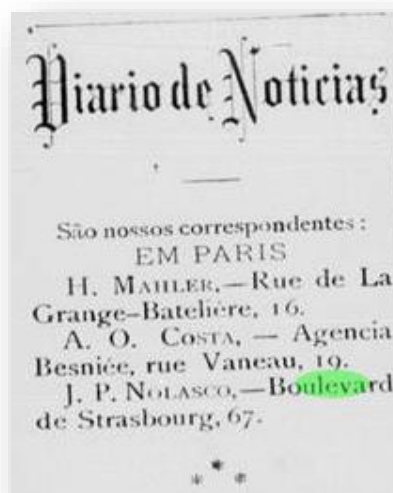 Diario de Noticias
São nossos correspondentes :
EM PARIS
H. MAHLER,—Rue de La
Grange-Bateliére, 16.
A. O. COSTA, — Agencia
Besniée, rue Vaneau, 19.
J. P. NOLASCO,—Boulevard
de Strasbourg, 67.